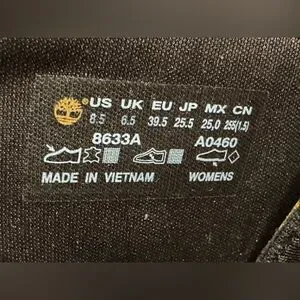 US UK EU JP MX CN
8.5 6.5 39.5 25.5 25,0 255(1.5)
8633A A0460
MADE IN VIETNAM WOMENS